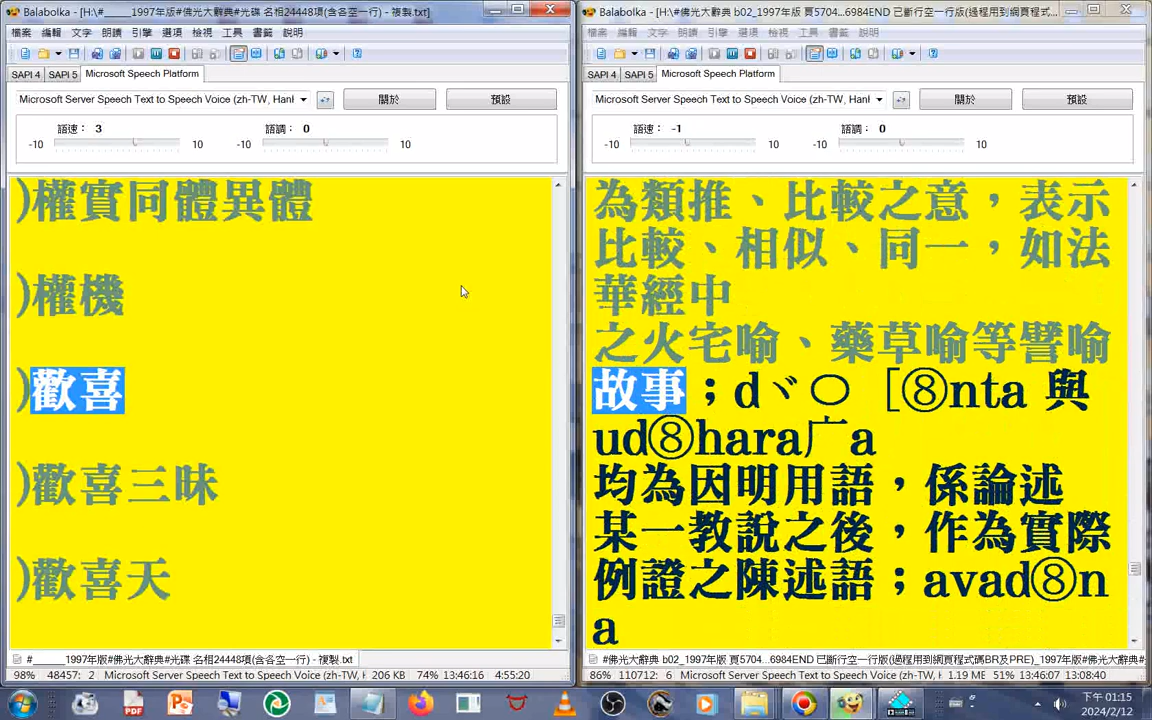 Balabolka - [H:\#_____1997年版#佛光大辭典#光碟 名相24448項(含各空一行) - 複製.txt]
檔案 編輯 文字 朗讀 引擎 選項 檢視 工具 書籤 說明
SAPI 4 SAPI 5 Microsoft Speech Platform
Microsoft Server Speech Text to Speech Voice (zh-TW, Hanl
關於 預設
語速： 3 語調： 0
-10 10 -10 10
)權實同體異體
)權機
)歡喜
)歡喜三昧
)歡喜天
#_____1997年版#佛光大辭典#光碟 名相24448項(含各空一行) - 複製.txt
98% 48457: 2 Microsoft Server Speech Text to Speech Voice (zh-TW, H 206 KB 74% 13:46:16 4:55:20
Balabolka - [H:\#佛光大辭典 b02_1997年版 頁5704...6984END 已斷行空一行版(過程用到網頁程式...
檔案 編輯 文字 朗讀 引擎 選項 檢視 工具 書籤 說明
SAPI 4 SAPI 5 Microsoft Speech Platform
Microsoft Server Speech Text to Speech Voice (zh-TW, Hanl
關於 預設
語速： -1 語調： 0
-10 10 -10 10
為類推、比較之意，表示
比較、相似、同一，如法
華經中
之火宅喻、藥草喻等譬喻
故事；dヾ〇［⑧nta 與
ud⑧hara广a
均為因明用語，係論述
某一教說之後，作為實際
例證之陳述語；avad⑧n
a
#佛光大辭典 b02_1997年版 頁5704...6984END 已斷行空一行版(過程用到網頁程式碼BR及PRE)_1997年版#
86% 110712: 6 Microsoft Server Speech Text to Speech Voice (zh-TW, H 1.19 ME 51% 13:46:07 13:08:40
下午 01:15
2024/2/12